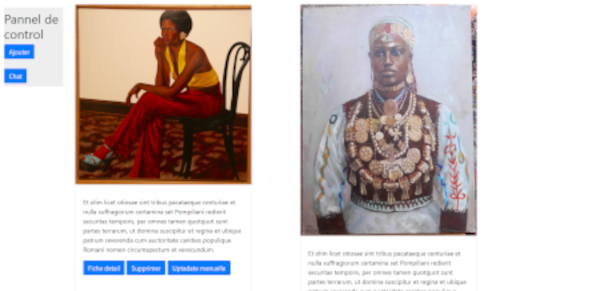 Pannel de
control
Ajouter
Chat
Et olim licet otiosae sint tribus pacataeque centuriae et
nulla suffragiorum certamina set Pompiliani redierit
securitas temporis, per omnes tamen quotquot sunt
partes terrarum, ut domina suscipitur et regina et ubique
patrum reverenda cum auctoritate canities populique
Romani nomen circumspectum et verecundum.
Fiche detail
Supprimer
Uptadate manuelle
Et olim licet otiosae sint tribus pacataeque centuriae et
nulla suffragiorum certamina set Pompiliani redierit
securitas temporis, per omnes tamen quotquot sunt
partes terrarum, ut domina suscipitur et regina et ubique